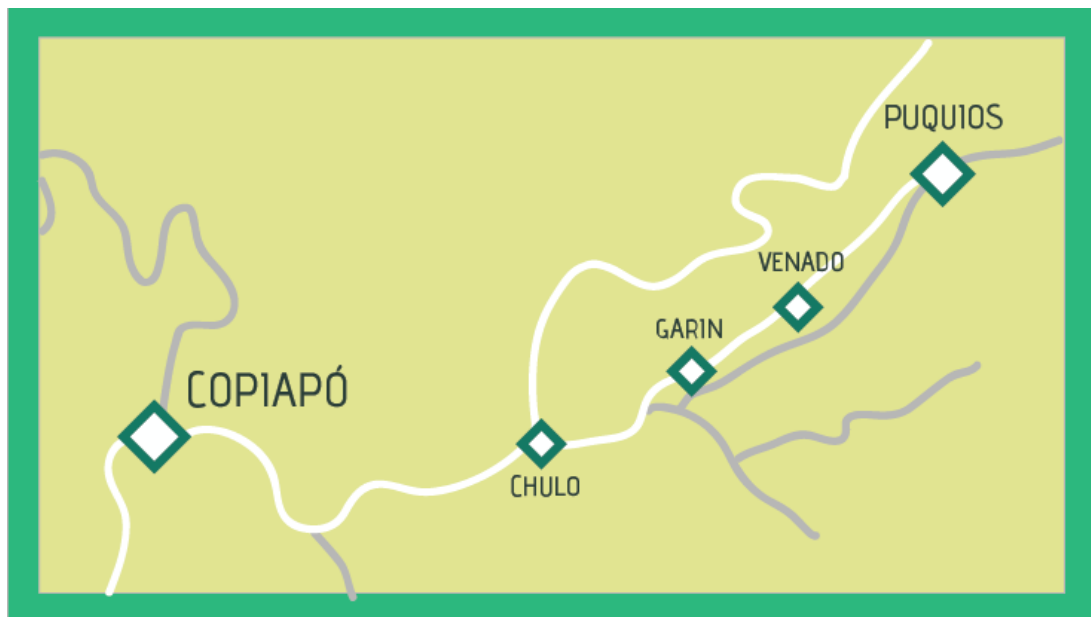 PUQUIOS
VENADO
GARIN
COPIAPÓ
CHULO